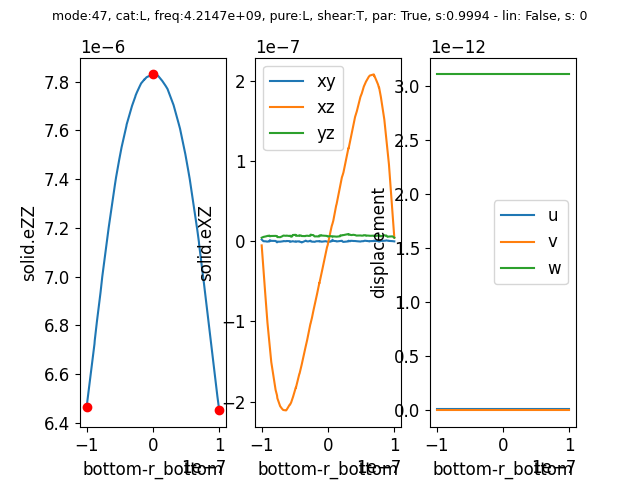 mode:47, cat:L, freq:4.2147e+09, pure:L, shear:T, par: True, s:0.9994 - lin: False, s: 0
1e−6
7.8
7.6
7.4
7.2
7.0
6.8
6.6
6.4
solid.eZZ
−1
0
1
1e−7
bottom-r_bottom
1e−7
xy
xz
yz
2
1
0
−1
−2
solid.eXZ
−1
0
1
1e−7
bottom-r_bottom
1e−12
3.0
2.5
2.0
1.5
1.0
0.5
0.0
displacement
u
v
w
−1
0
1
1e−7
bottom-r_bottom